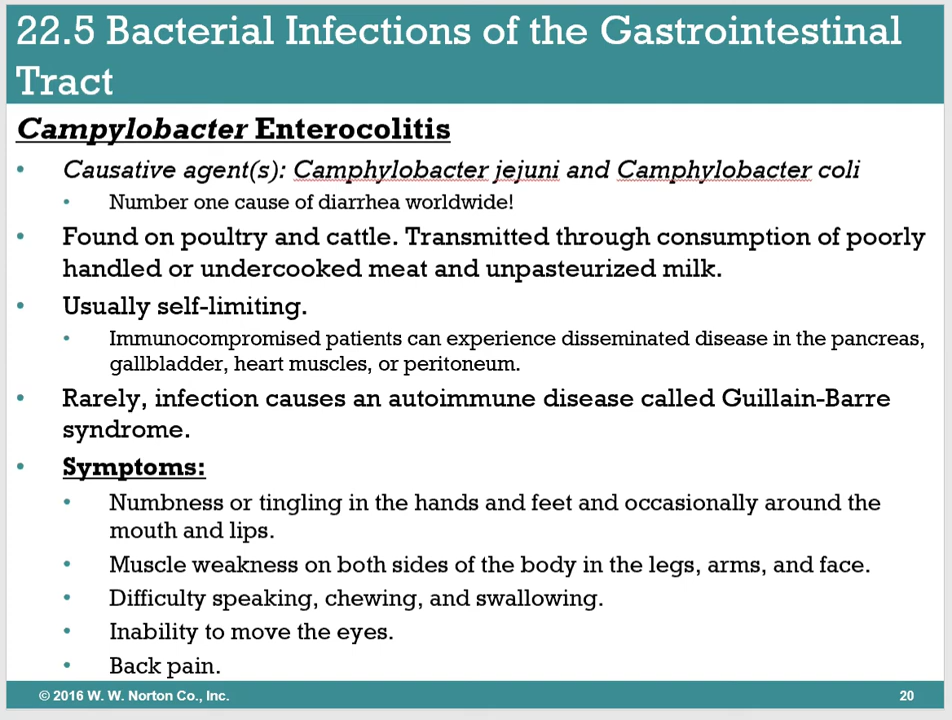 22.5 Bacterial Infections of the Gastrointestinal
Tract
Campylobacter Enterocolitis
• Causative agent(s): Camphylobacter jejuni and Camphylobacter coli
• Number one cause of diarrhea worldwide!
• Found on poultry and cattle. Transmitted through consumption of poorly
handled or undercooked meat and unpasteurized milk.
• Usually self-limiting.
• Immunocompromised patients can experience disseminated disease in the pancreas,
gallbladder, heart muscles, or peritoneum.
• Rarely, infection causes an autoimmune disease called Guillain-Barre
syndrome.
• Symptoms:
• Numbness or tingling in the hands and feet and occasionally around the
mouth and lips.
• Muscle weakness on both sides of the body in the legs, arms, and face.
• Difficulty speaking, chewing, and swallowing.
• Inability to move the eyes.
• Back pain.
© 2016 W. W. Norton Co., Inc. 20